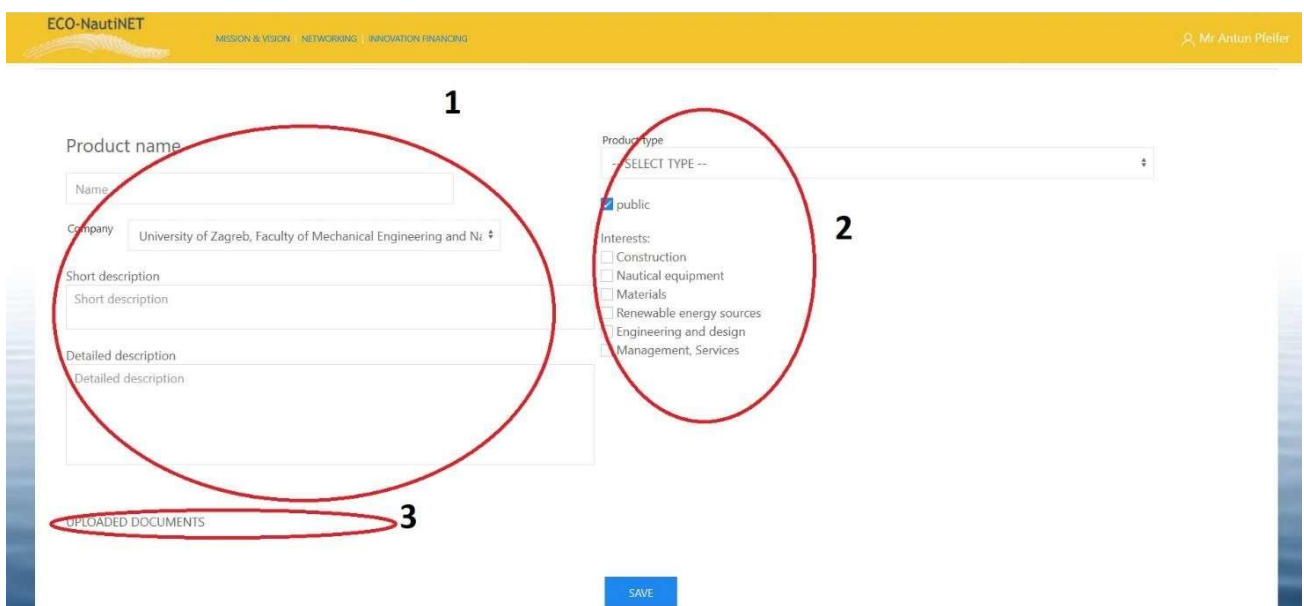 ECO-NautiNET
MISSION & VISION | NETWORKING | INNOVATION FINANCING
Mr Antun Pfeifer
1
Product name
Name
Company
University of Zagreb, Faculty of Mechanical Engineering and Na
Short description
Short description
Detailed description
Detailed description
Product type
-- SELECT TYPE --
public
2
Interests:
Construction
Nautical equipment
Materials
Renewable energy sources
Engineering and design
Management, Services
UPLOADED DOCUMENTS
3
SAVE